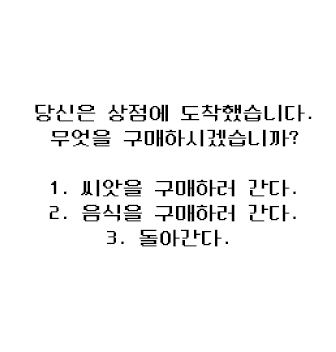 당신은 상점에 도착했습니다.
무엇을 구매하시겠습니까?
1. 씨앗을 구매하러 간다.
2. 음식을 구매하러 간다.
3. 돌아간다.